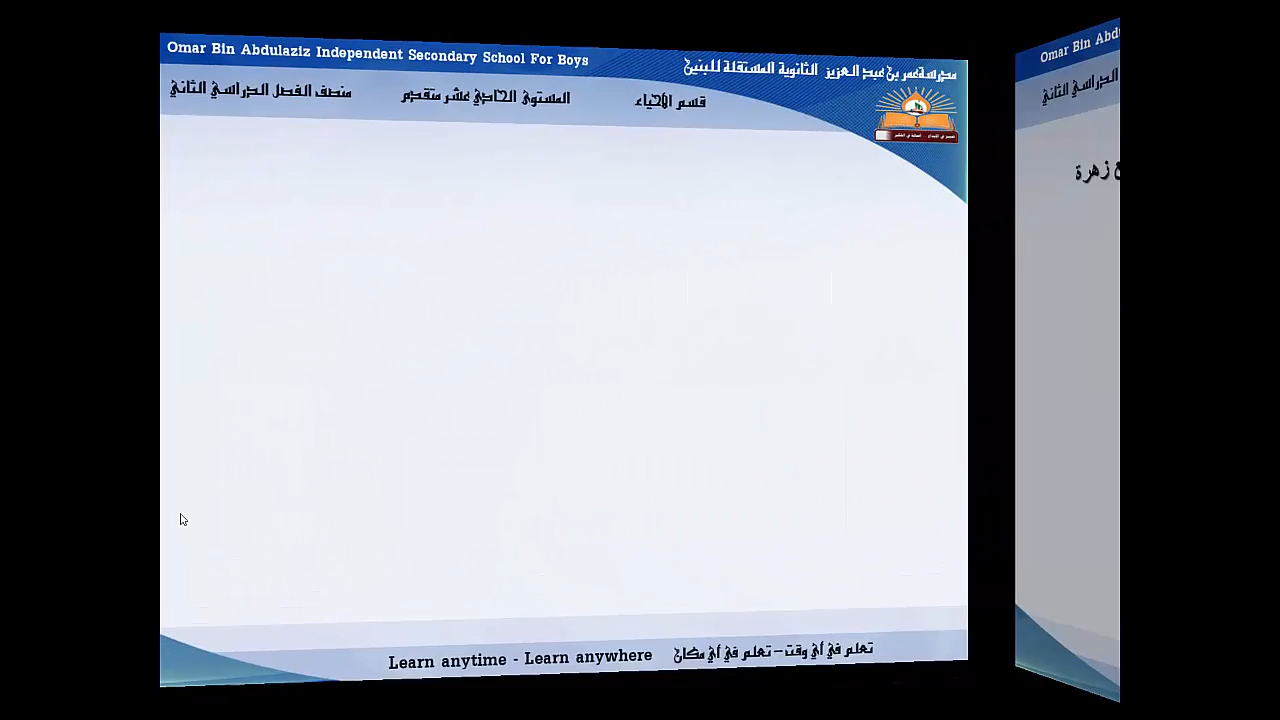 Omar Bin Abdulaziz Independent Secondary School For Boys
مدرسة عمر بن عبد العزيز الثانوية المستقلة للبنين
قسم الأحياء المستوى الحادي عشر متقدم منتصف الفصل الدراسي الثاني
Learn anytime - Learn anywhere تعلم في أي وقت – تعلم في أي مكان
Omar Bin Abd
الدراسي الثاني
زهرة